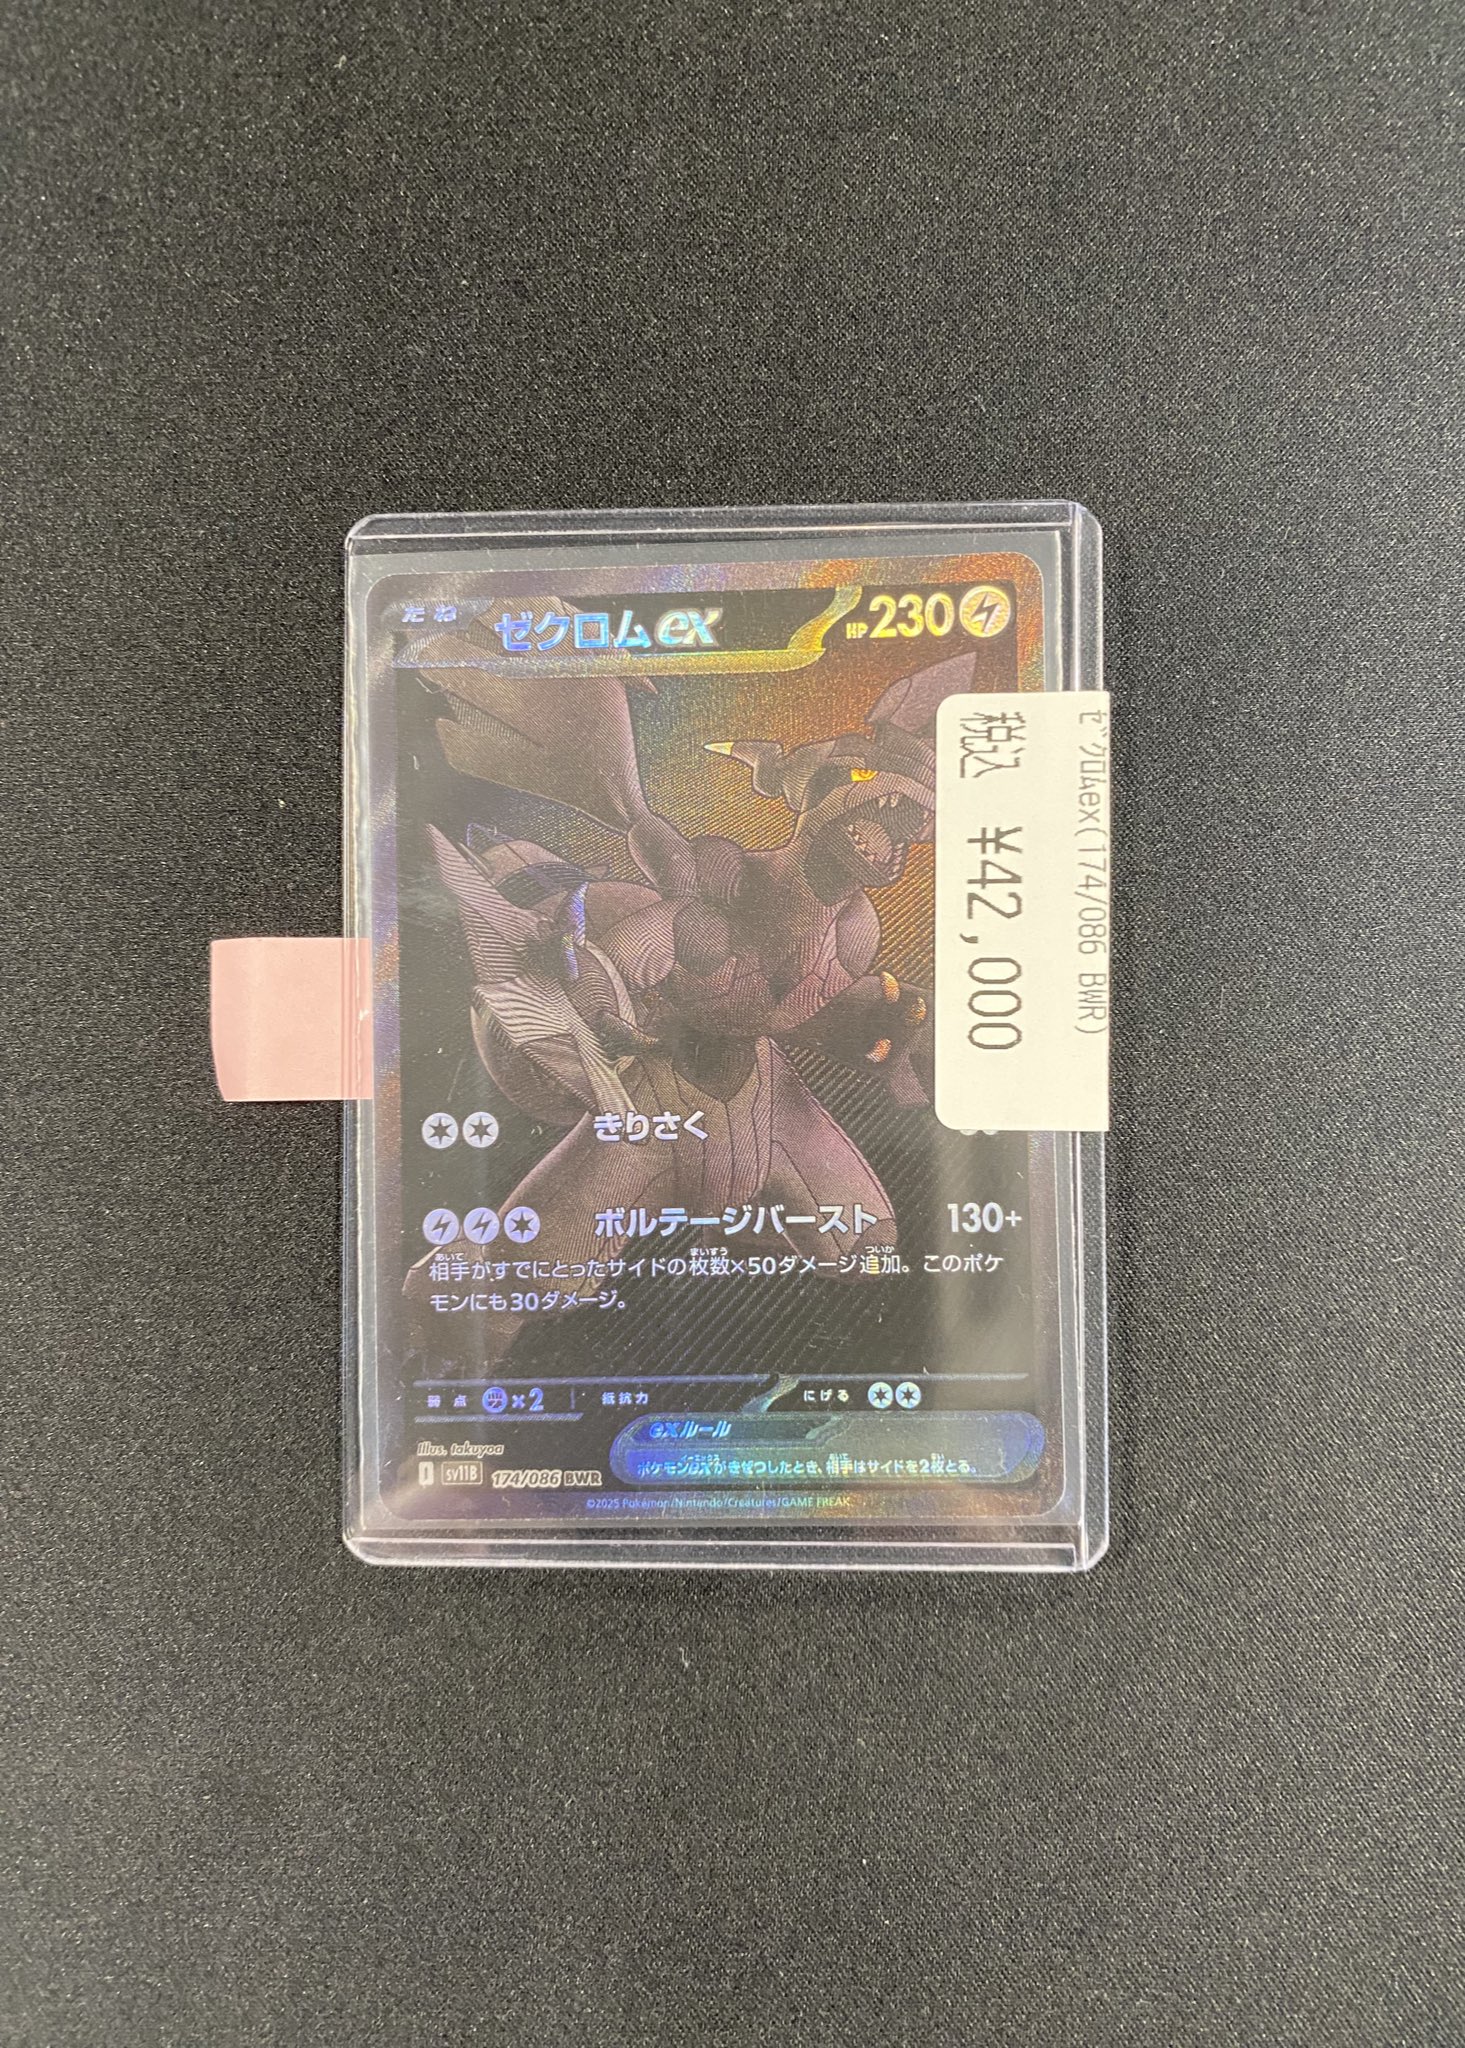 たね ゼクロムex HP 230
税込 ¥42,000
ゼクロムex(174/086 BWR)
きりさく
ボルテージバースト 130+
相手がすでにとったサイドの枚数×50ダメージ追加。このポケ
モンにも30ダメージ。
弱点 ×2 抵抗力 にげる
exルール
ポケモンexがきぜつしたとき、相手はサイドを2枚とる。
Illus. takuyoa
I sv11B 174/086 BWR
©2025 Pokémon/Nintendo/Creatures/GAME FREAK.